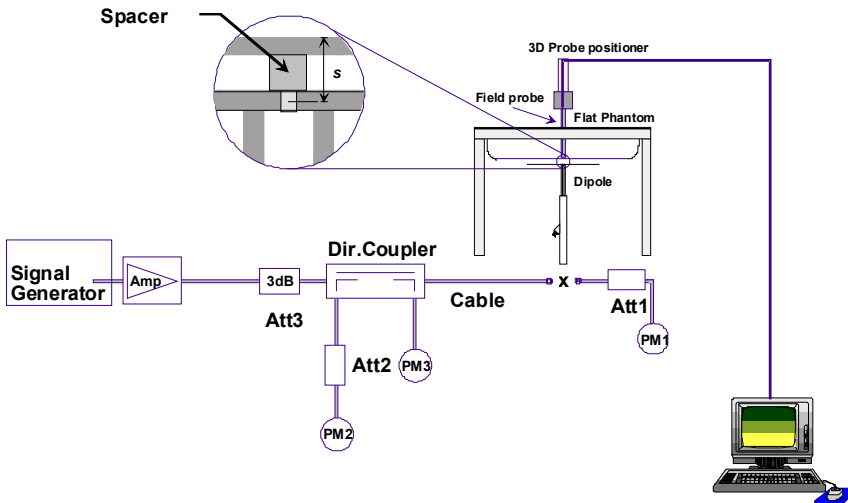 Spacer
s
3D Probe positioner
Field probe
Flat Phantom
Dipole
Signal
Generator
Amp
3dB
Att3
Dir.Coupler
Cable
x
Att1
PM1
Att2
PM3
PM2